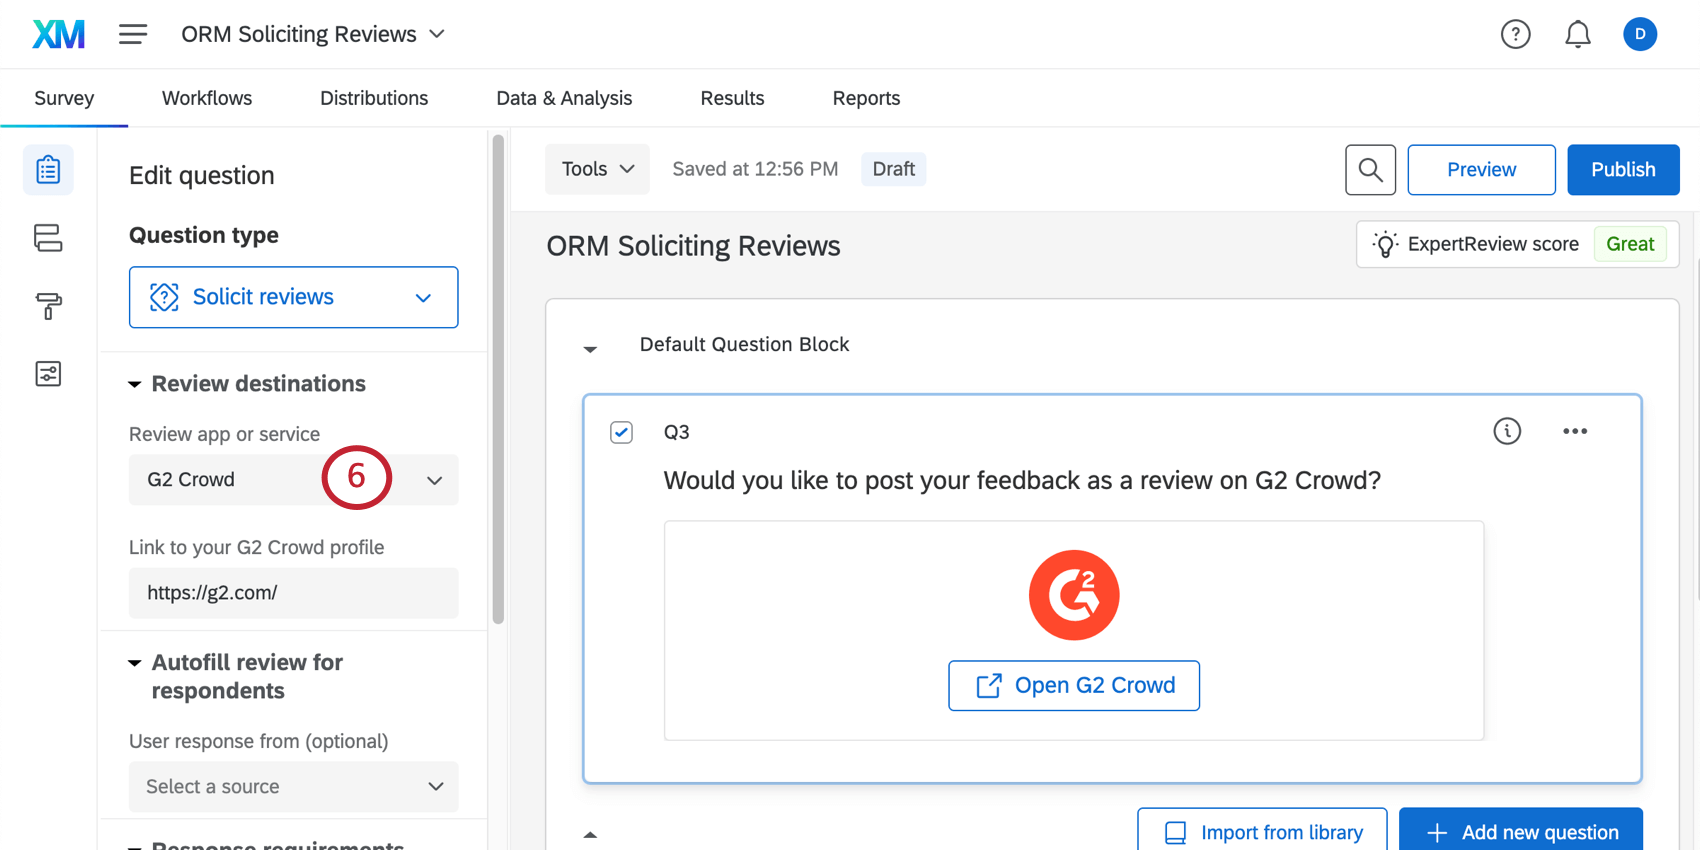 XM
ORM Soliciting Reviews
?
D
Survey
Workflows
Distributions
Data & Analysis
Results
Reports
Edit question
Question type
Solicit reviews
Review destinations
Review app or service
G2 Crowd
6
Link to your G2 Crowd profile
https://g2.com/
Autofill review for
respondents
User response from (optional)
Select a source
Response requirements
Tools
Saved at 12:56 PM
Draft
Preview
Publish
ORM Soliciting Reviews
ExpertReview score
Great
Default Question Block
Q3
Would you like to post your feedback as a review on G2 Crowd?
G2
Open G2 Crowd
Import from library
Add new question